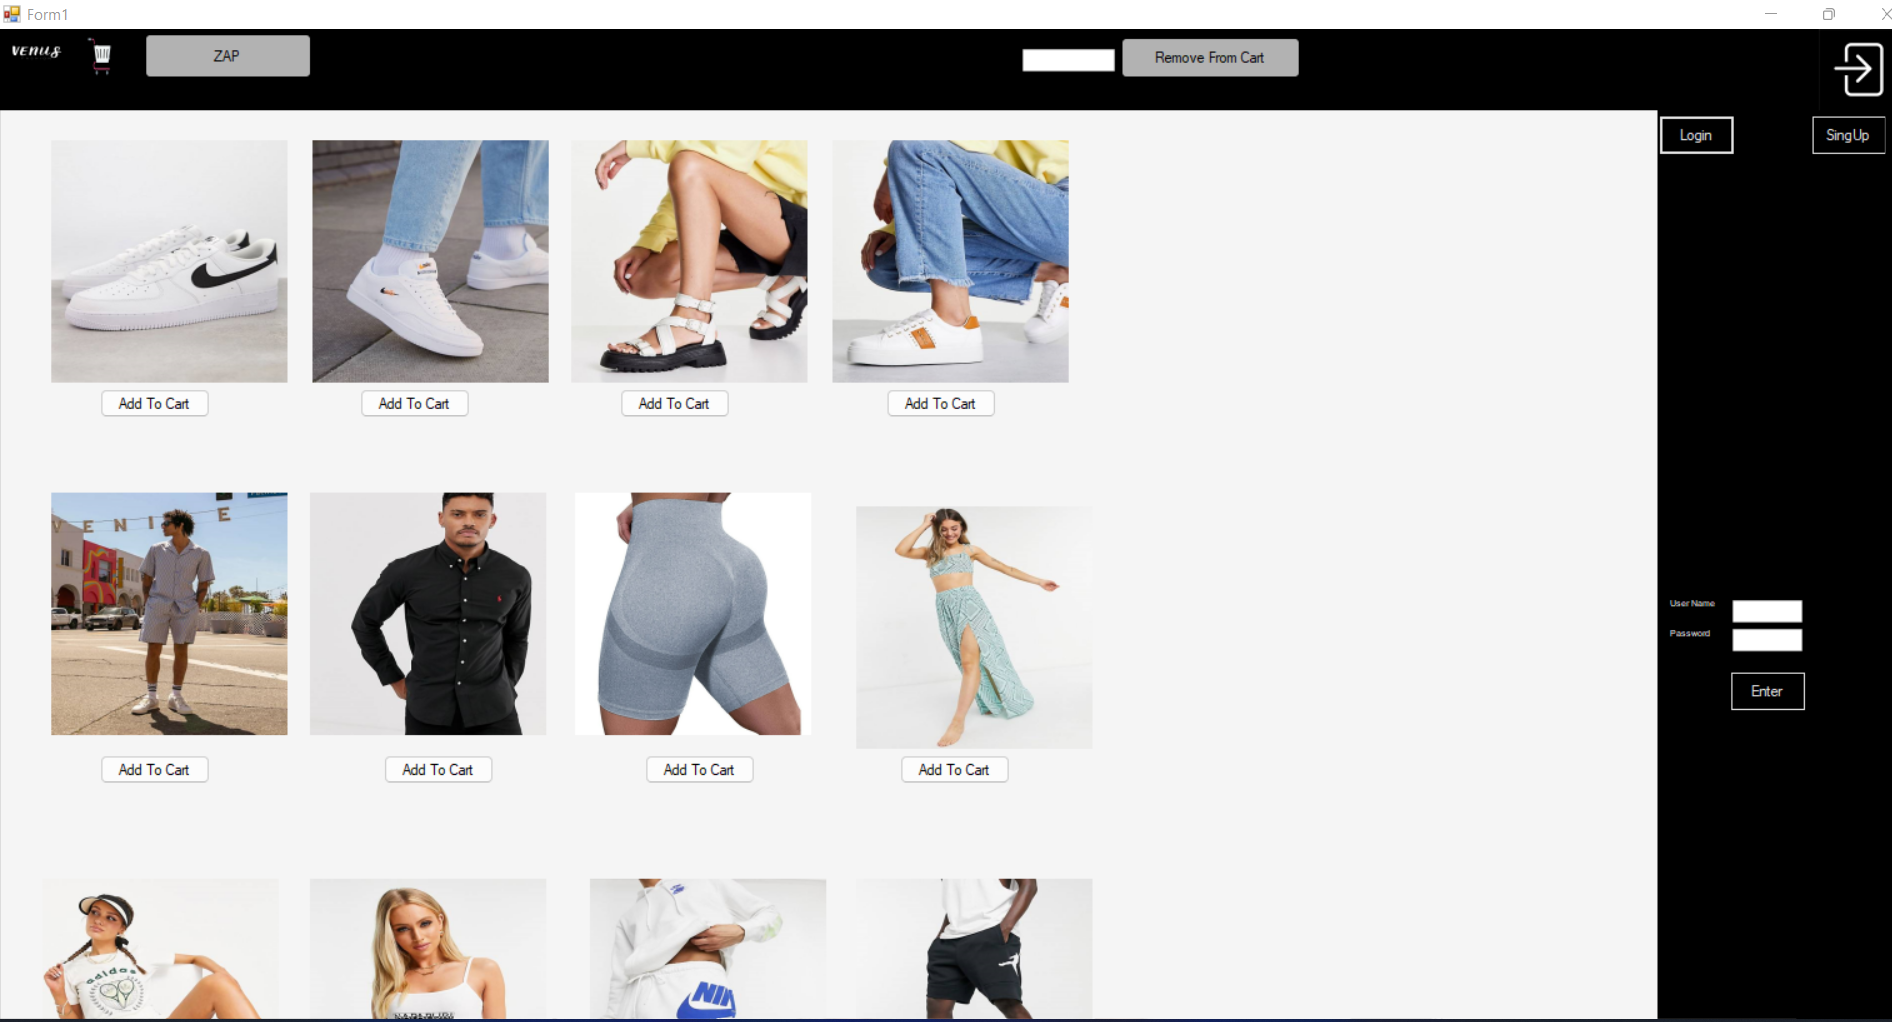 Form1
VENUS
ZAP
Remove From Cart
Login
SingUp
Add To Cart
Add To Cart
Add To Cart
Add To Cart
VENI E
User Name
Password
Enter
Add To Cart
Add To Cart
Add To Cart
Add To Cart
adidas
NIK